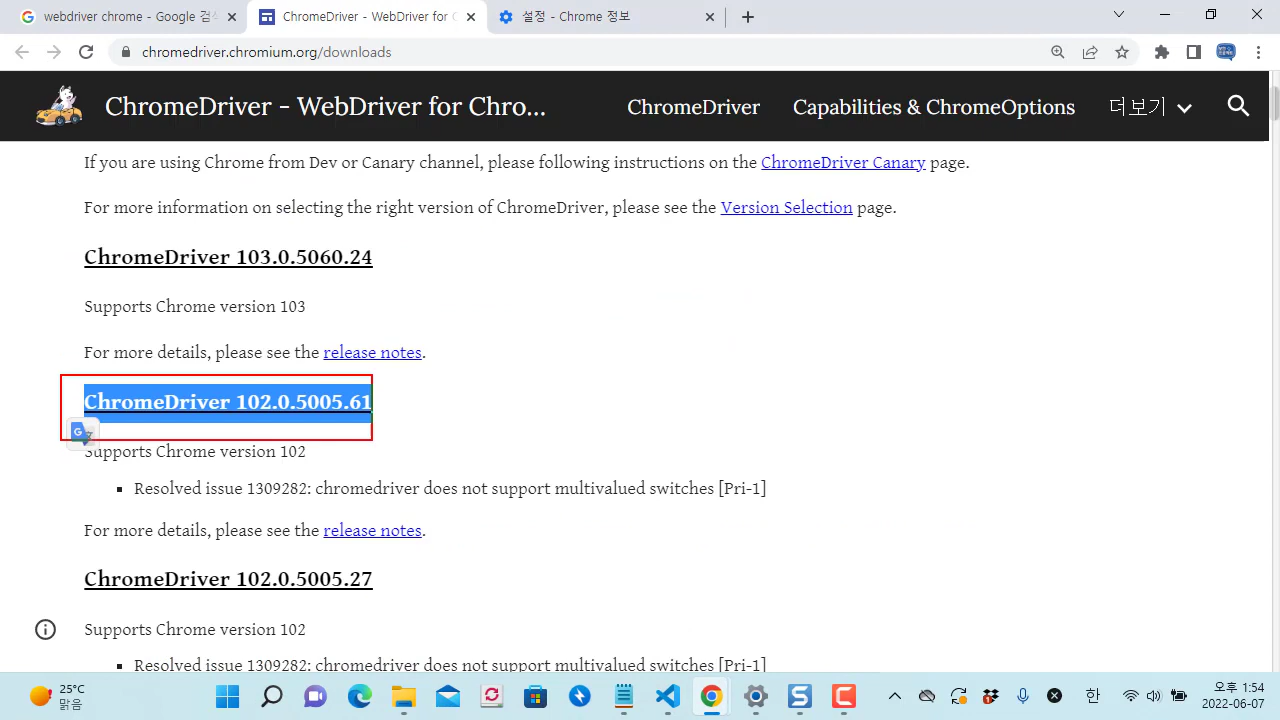 webdriver chrome - Google 검색
ChromeDriver - WebDriver for C
설정 - Chrome 정보
chromedriver.chromium.org/downloads
ChromeDriver - WebDriver for Chro...
ChromeDriver
Capabilities & ChromeOptions
더보기
If you are using Chrome from Dev or Canary channel, please following instructions on the ChromeDriver Canary page.
For more information on selecting the right version of ChromeDriver, please see the Version Selection page.
ChromeDriver 103.0.5060.24
Supports Chrome version 103
For more details, please see the release notes.
ChromeDriver 102.0.5005.61
Supports Chrome version 102
▪ Resolved issue 1309282: chromedriver does not support multivalued switches [Pri-1]
For more details, please see the release notes.
ChromeDriver 102.0.5005.27
Supports Chrome version 102
▪ Resolved issue 1309282: chromedriver does not support multivalued switches [Pri-1]
25°C
맑음
한
오후 1:54
2022-06-07